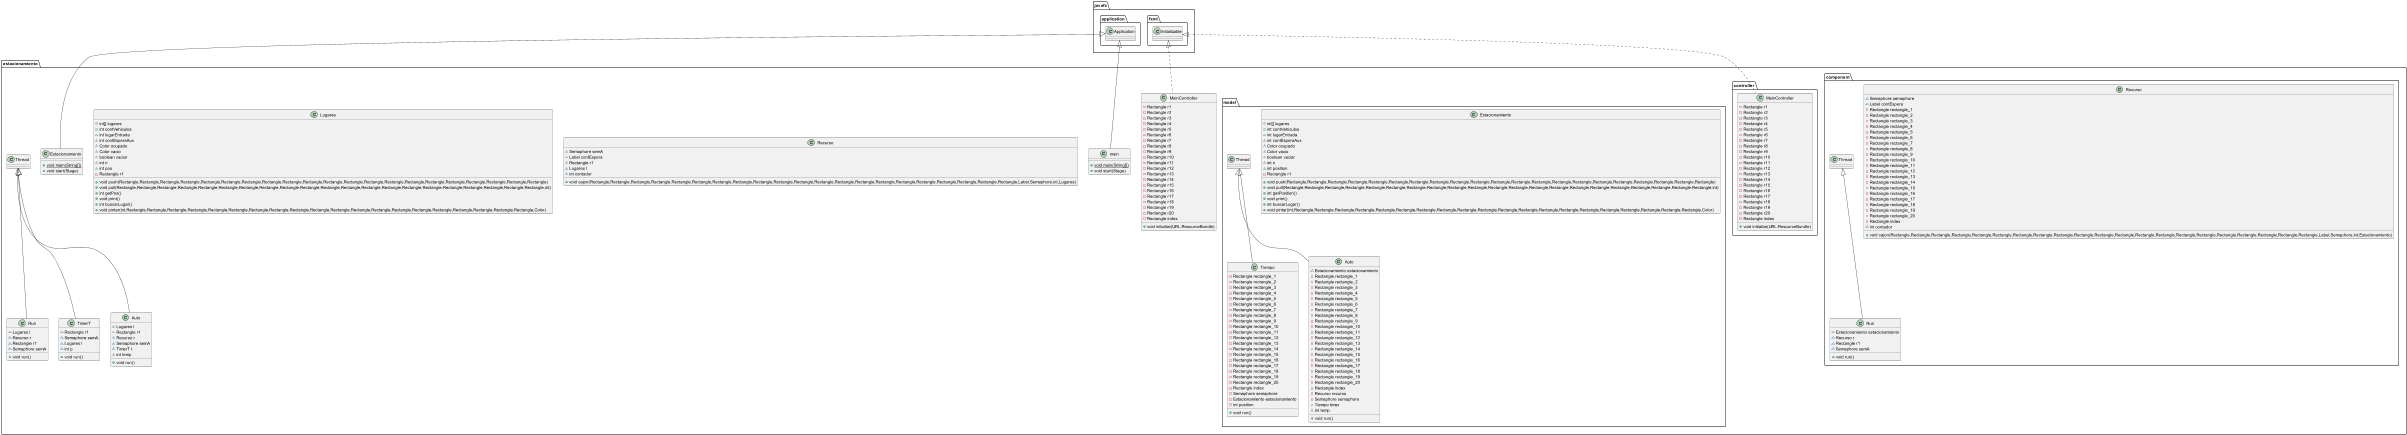 javafx
application
fxml
Application
Initializable
estacionamiento
Thread
Estacionamiento
void main(String[])
void start(Stage)
Lugares
int[] lugares
int contVehiculos
int lugarEntrada
int contEsperaAux
Color ocupado
Color vacio
boolean vaciar
int n
int pos
Rectangle r1
void push(Rectangle,Rectangle,Rectangle,Rectangle,Rectangle,Rectangle,Rectangle,Rectangle,Rectangle,Rectangle,Rectangle,Rectangle,Rectangle,Rectangle,Rectangle,Rectangle,Rectangle,Rectangle,Rectangle,Rectangle,Rectangle)
void pull(Rectangle,Rectangle,Rectangle,Rectangle,Rectangle,Rectangle,Rectangle,Rectangle,Rectangle,Rectangle,Rectangle,Rectangle,Rectangle,Rectangle,Rectangle,Rectangle,Rectangle,Rectangle,Rectangle,Rectangle,Rectangle,int)
int getPos()
void print()
int buscarLugar()
void pintar(int,Rectangle,Rectangle,Rectangle,Rectangle,Rectangle,Rectangle,Rectangle,Rectangle,Rectangle,Rectangle,Rectangle,Rectangle,Rectangle,Rectangle,Rectangle,Rectangle,Rectangle,Rectangle,Rectangle,Rectangle,Color)
Recurso
Semaphore semA
Label contEspera
Rectangle r1
Lugares l
int contador
void cajon(Rectangle,Rectangle,Rectangle,Rectangle,Rectangle,Rectangle,Rectangle,Rectangle,Rectangle,Rectangle,Rectangle,Rectangle,Rectangle,Rectangle,Rectangle,Rectangle,Rectangle,Rectangle,Rectangle,Rectangle,Rectangle,Label,Semaphore,int,Lugares)
main
void main(String[])
void start(Stage)
MainController
Rectangle r1
Rectangle r2
Rectangle r3
Rectangle r4
Rectangle r5
Rectangle r6
Rectangle r7
Rectangle r8
Rectangle r9
Rectangle r10
Rectangle r11
Rectangle r12
Rectangle r13
Rectangle r14
Rectangle r15
Rectangle r16
Rectangle r17
Rectangle r18
Rectangle r19
Rectangle r20
Rectangle index
void initialize(URL,ResourceBundle)
Run
Lugares l
Recurso r
Rectangle r1
Semaphore semA
void run()
TimerT
Rectangle r1
Semaphore semA
Lugares l
int p
void run()
Auto
Lugares l
Rectangle r1
Recurso r
Semaphore semA
TimerT t
int temp
void run()
model
Thread
Estacionamiento
int[] lugares
int contVehiculos
int lugarEntrada
int contEsperaAux
Color ocupado
Color vacio
boolean vaciar
int n
int position
Rectangle r1
void push(Rectangle,Rectangle,Rectangle,Rectangle,Rectangle,Rectangle,Rectangle,Rectangle,Rectangle,Rectangle,Rectangle,Rectangle,Rectangle,Rectangle,Rectangle,Rectangle,Rectangle,Rectangle,Rectangle,Rectangle,Rectangle)
void pull(Rectangle,Rectangle,Rectangle,Rectangle,Rectangle,Rectangle,Rectangle,Rectangle,Rectangle,Rectangle,Rectangle,Rectangle,Rectangle,Rectangle,Rectangle,Rectangle,Rectangle,Rectangle,Rectangle,Rectangle,Rectangle,int)
int getPosition()
void print()
int buscarLugar()
void pintar(int,Rectangle,Rectangle,Rectangle,Rectangle,Rectangle,Rectangle,Rectangle,Rectangle,Rectangle,Rectangle,Rectangle,Rectangle,Rectangle,Rectangle,Rectangle,Rectangle,Rectangle,Rectangle,Rectangle,Rectangle,Color)
Tiempo
Rectangle rectangle_1
Rectangle rectangle_2
Rectangle rectangle_3
Rectangle rectangle_4
Rectangle rectangle_5
Rectangle rectangle_6
Rectangle rectangle_7
Rectangle rectangle_8
Rectangle rectangle_9
Rectangle rectangle_10
Rectangle rectangle_11
Rectangle rectangle_12
Rectangle rectangle_13
Rectangle rectangle_14
Rectangle rectangle_15
Rectangle rectangle_16
Rectangle rectangle_17
Rectangle rectangle_18
Rectangle rectangle_19
Rectangle rectangle_20
Rectangle index
Semaphore semaphore
Estacionamiento estacionamiento
int position
void run()
Auto
Estacionamiento estacionamiento
Rectangle rectangle_1
Rectangle rectangle_2
Rectangle rectangle_3
Rectangle rectangle_4
Rectangle rectangle_5
Rectangle rectangle_6
Rectangle rectangle_7
Rectangle rectangle_8
Rectangle rectangle_9
Rectangle rectangle_10
Rectangle rectangle_11
Rectangle rectangle_12
Rectangle rectangle_13
Rectangle rectangle_14
Rectangle rectangle_15
Rectangle rectangle_16
Rectangle rectangle_17
Rectangle rectangle_18
Rectangle rectangle_19
Rectangle rectangle_20
Rectangle index
Recurso recurso
Semaphore semaphore
Tiempo timer
int temp
void run()
controller
MainController
Rectangle r1
Rectangle r2
Rectangle r3
Rectangle r4
Rectangle r5
Rectangle r6
Rectangle r7
Rectangle r8
Rectangle r9
Rectangle r10
Rectangle r11
Rectangle r12
Rectangle r13
Rectangle r14
Rectangle r15
Rectangle r16
Rectangle r17
Rectangle r18
Rectangle r19
Rectangle r20
Rectangle index
void initialize(URL,ResourceBundle)
component
Thread
Recurso
Semaphore semaphore
Label contEspera
Rectangle rectangle_1
Rectangle rectangle_2
Rectangle rectangle_3
Rectangle rectangle_4
Rectangle rectangle_5
Rectangle rectangle_6
Rectangle rectangle_7
Rectangle rectangle_8
Rectangle rectangle_9
Rectangle rectangle_10
Rectangle rectangle_11
Rectangle rectangle_12
Rectangle rectangle_13
Rectangle rectangle_14
Rectangle rectangle_15
Rectangle rectangle_16
Rectangle rectangle_17
Rectangle rectangle_18
Rectangle rectangle_19
Rectangle rectangle_20
Rectangle index
int contador
void cajon(Rectangle,Rectangle,Rectangle,Rectangle,Rectangle,Rectangle,Rectangle,Rectangle,Rectangle,Rectangle,Rectangle,Rectangle,Rectangle,Rectangle,Rectangle,Rectangle,Rectangle,Rectangle,Rectangle,Rectangle,Rectangle,Label,Semaphore,int,Estacionamiento)
Run
Estacionamiento estacionamiento
Recurso r
Rectangle r1
Semaphore semA
void run()